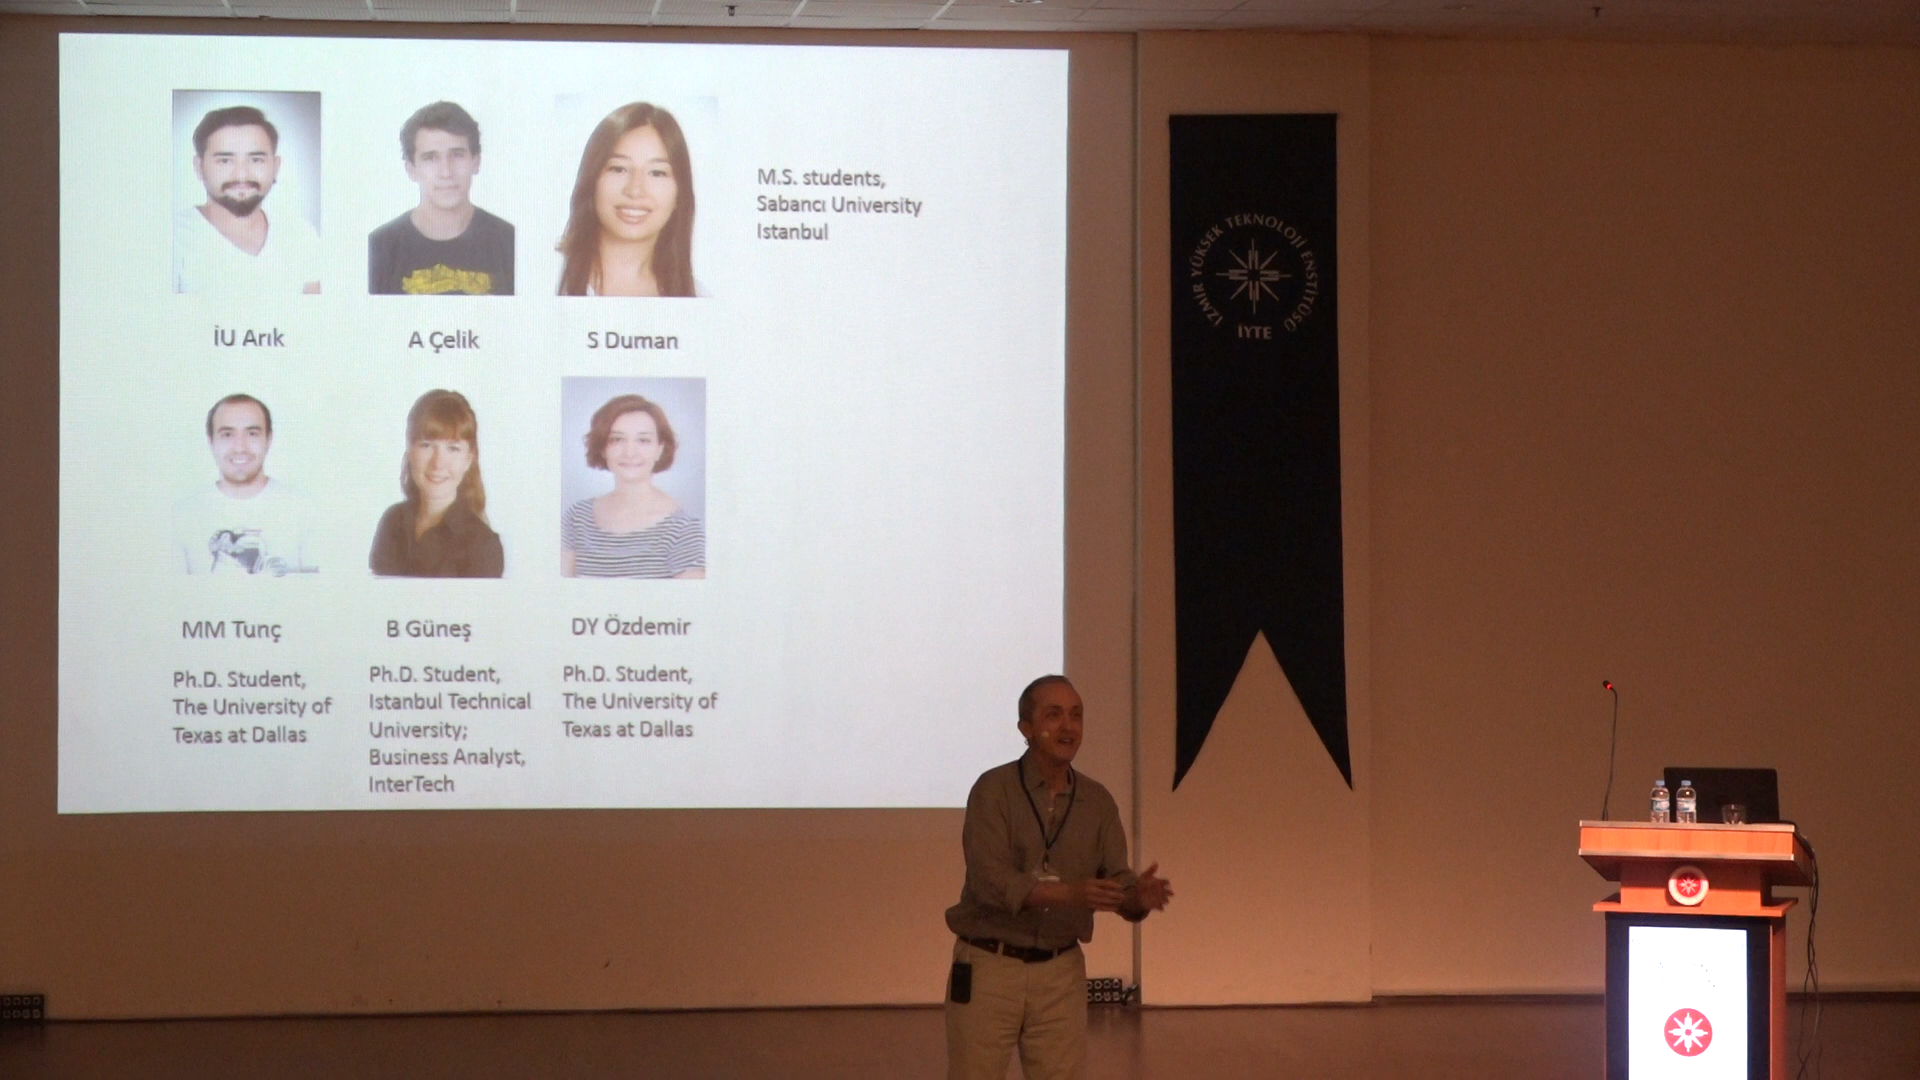 M.S. students,
Sabancı University
Istanbul
İU Arık
A Çelik
S Duman
MM Tunç
B Güneş
DY Özdemir
Ph.D. Student,
The University of
Texas at Dallas
Ph.D. Student,
Istanbul Technical
University;
Business Analyst,
InterTech
Ph.D. Student,
The University of
Texas at Dallas
İZMİR YÜKSEK TEKNOLOJİ ENSTİTÜSÜ
İYTE